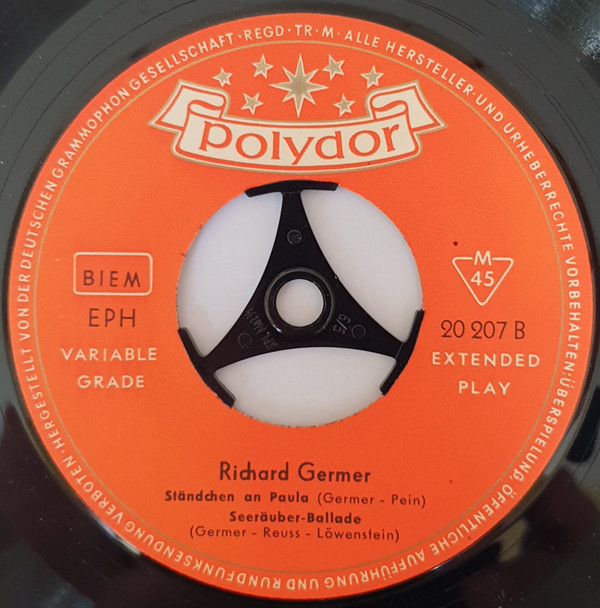 HERGESTELLT VON DER DEUTSCHEN GRAMMOPHON GESELLSCHAFT · REGD · TR · M · ALLE HERSTELLER- UND URHEBERRECHTE VORBEHALTEN; ÜBERSPIELUNG, ÖFFENTLICHE AUFFÜHRUNG UND RUNDFUNKSENDUNG VERBOTEN ·
Polydor
BIEM
EPH
VARIABLE
GRADE
M
45
20 207 B
EXTENDED
PLAY
Richard Germer
Ständchen an Paula (Germer - Pein)
Seeräuber-Ballade
(Germer - Reuss - Löwenstein)